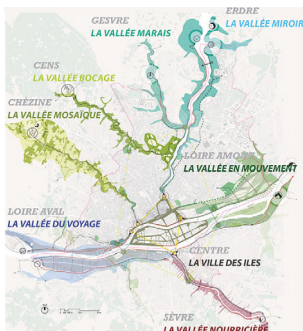 ERDRE
LA VALLÉE MIROIR
GESVRE
LA VALLÉE MARAIS
CENS
LA VALLÉE BOCAGE
CHÉZINE
LA VALLÉE MOSAÏQUE
LOIRE AMONT
LA VALLÉE EN MOUVEMENT
LOIRE AVAL
LA VALLÉE DU VOYAGE
CENTRE
LA VILLE DES ILES
SÈVRE
LA VALLÉE NOURRICIÈRE